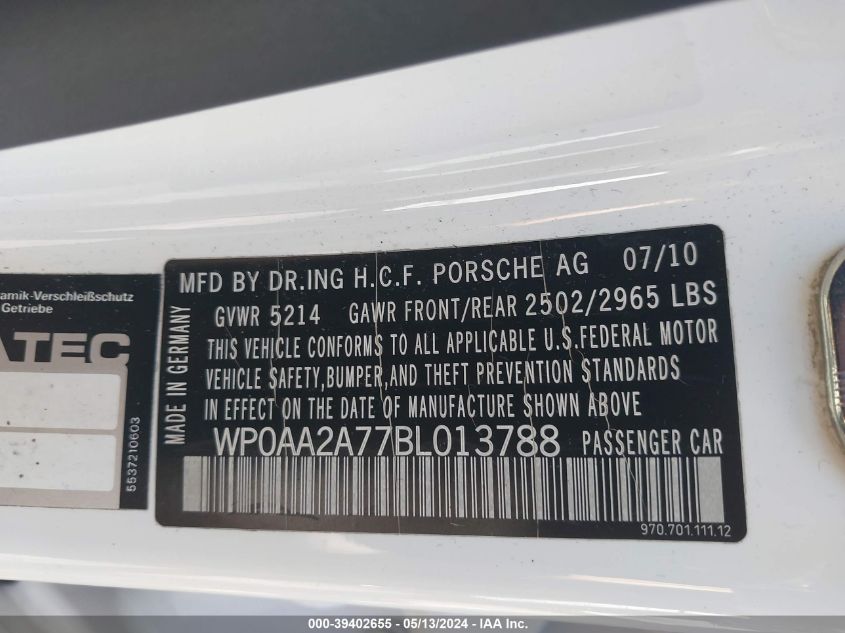 amik-Verschleißschutz
Getriebe
ATEC
5537210603
MADE IN GERMANY
MFD BY DR.ING H.C.F. PORSCHE AG 07/10
GVWR 5214 GAWR FRONT/REAR 2502/2965 LBS
THIS VEHICLE CONFORMS TO ALL APPLICABLE U.S.FEDERAL MOTOR
VEHICLE SAFETY,BUMPER,AND THEFT PREVENTION STANDARDS
IN EFFECT ON THE DATE OF MANUFACTURE SHOWN ABOVE
WP0AA2A77BL013788 PASSENGER CAR
970.701.111.12
000-39402655 - 05/13/2024 - IAA Inc.